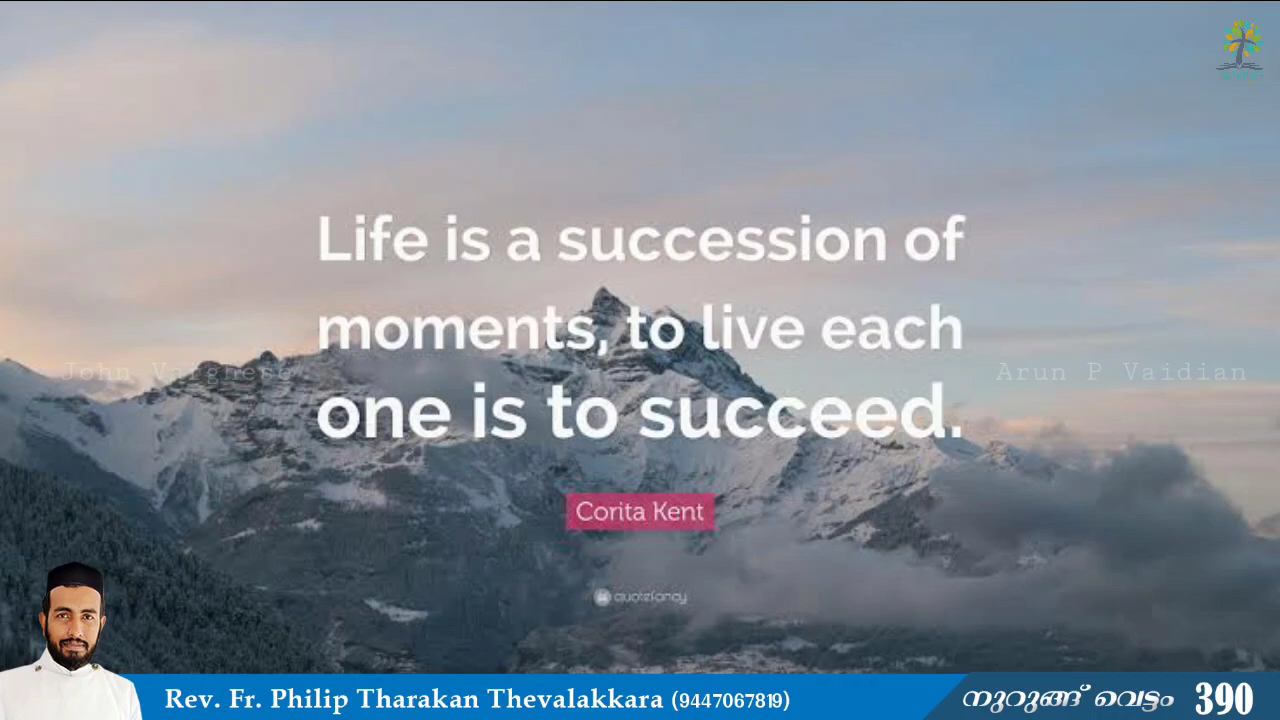 Life is a succession of
moments, to live each
John Varghese
Arun P Vaidian
one is to succeed.
Corita Kent
quotefancy
Rev. Fr. Philip Tharakan Thevalakkara (9447067819)
നുറുങ്ങ് വെട്ടം 390